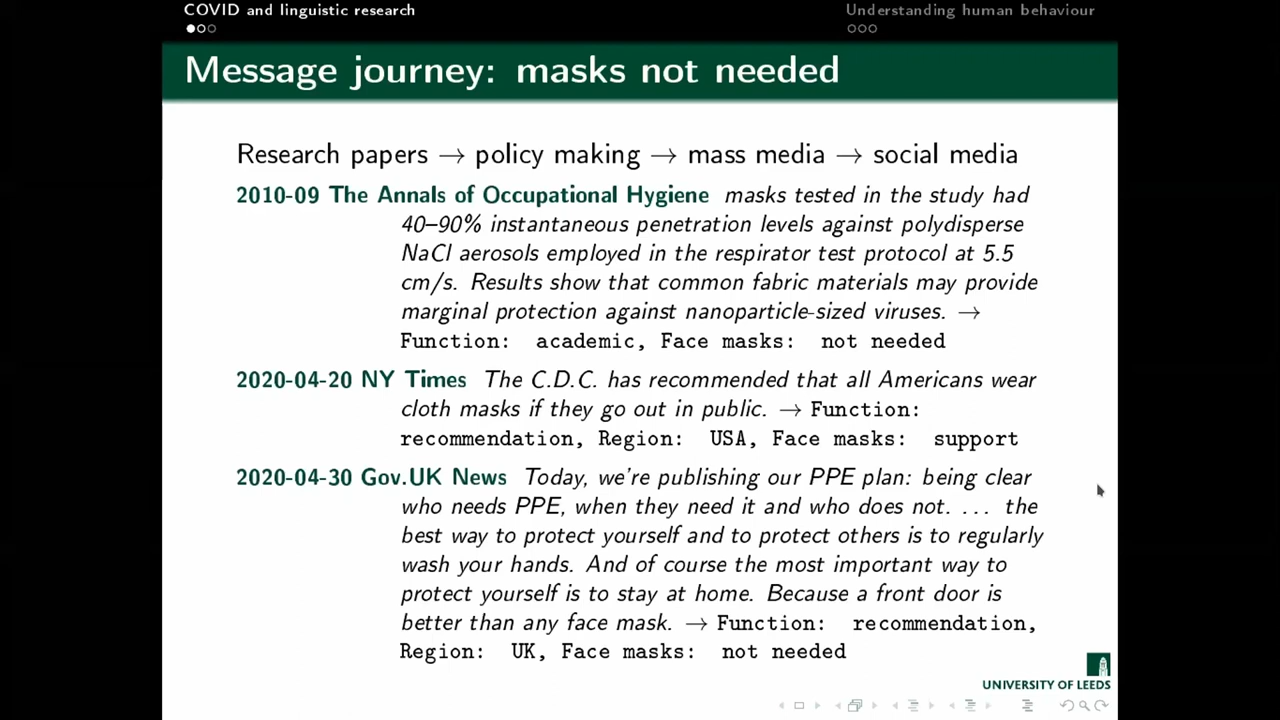 COVID and linguistic research
Understanding human behaviour
Message journey: masks not needed
Research papers → policy making → mass media → social media
2010-09 The Annals of Occupational Hygiene masks tested in the study had
40–90% instantaneous penetration levels against polydisperse
NaCl aerosols employed in the respirator test protocol at 5.5
cm/s. Results show that common fabric materials may provide
marginal protection against nanoparticle-sized viruses. →
Function: academic, Face masks: not needed
2020-04-20 NY Times The C.D.C. has recommended that all Americans wear
cloth masks if they go out in public. → Function:
recommendation, Region: USA, Face masks: support
2020-04-30 Gov.UK News Today, we're publishing our PPE plan: being clear
who needs PPE, when they need it and who does not. ... the
best way to protect yourself and to protect others is to regularly
wash your hands. And of course the most important way to
protect yourself is to stay at home. Because a front door is
better than any face mask. → Function: recommendation,
Region: UK, Face masks: not needed
UNIVERSITY OF LEEDS